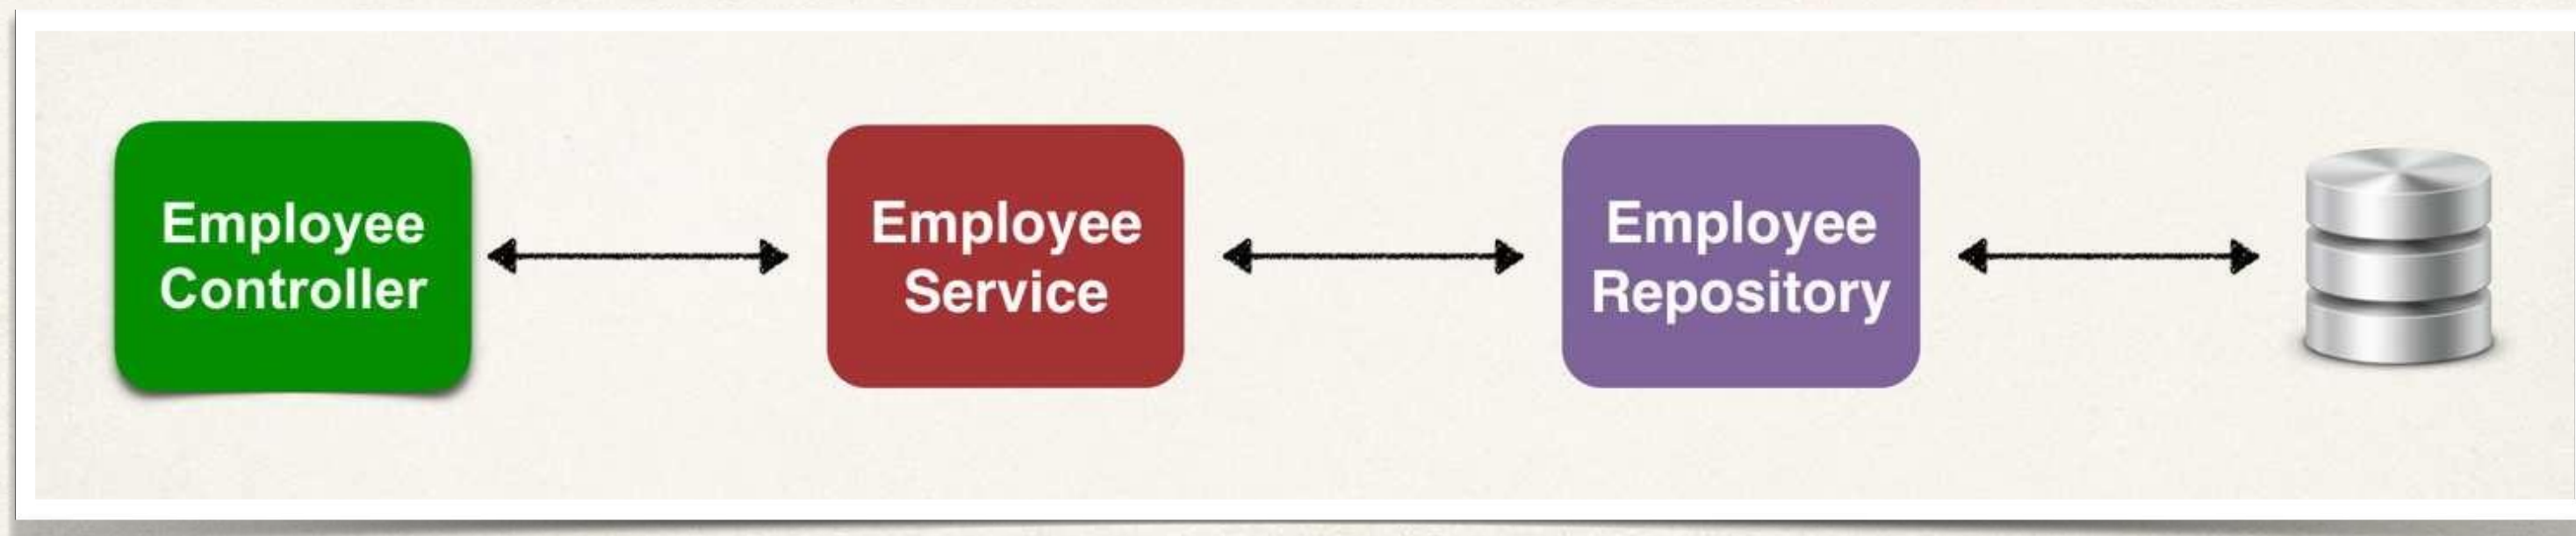 Employee
Controller
Employee
Service
Employee
Repository